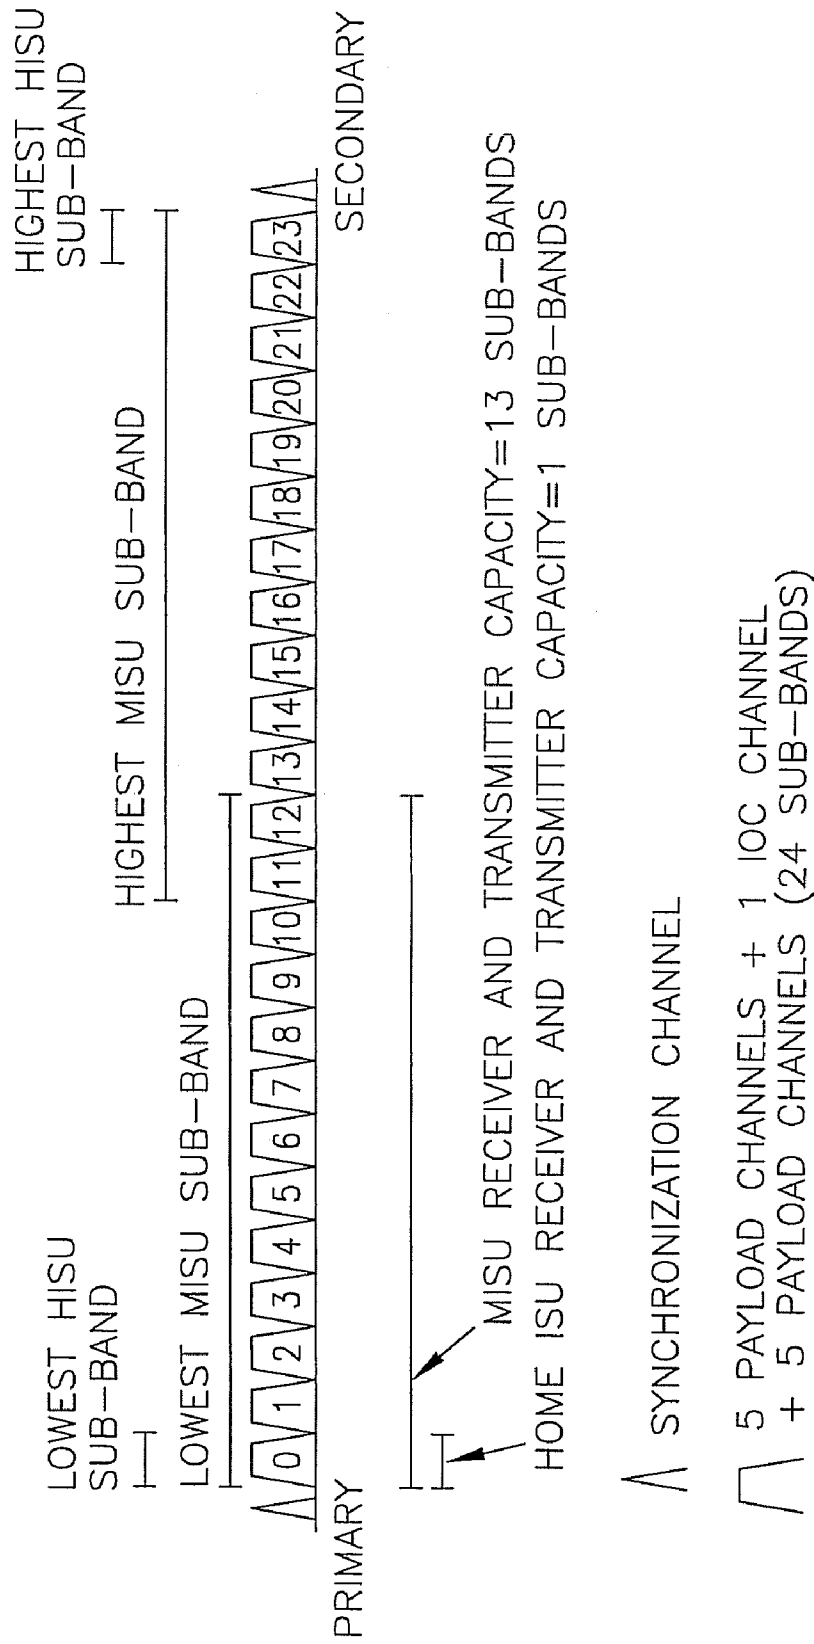 LOWEST HISU
SUB-BAND
HIGHEST HISU
SUB-BAND
HIGHEST MISU SUB-BAND
LOWEST MISU SUB-BAND
0 1 2 3 4 5 6 7 8 9 10 11 12 13 14 15 16 17 18 19 20 21 22 23
PRIMARY
SECONDARY
MISU RECEIVER AND TRANSMITTER CAPACITY=13 SUB-BANDS
HOME ISU RECEIVER AND TRANSMITTER CAPACITY=1 SUB-BANDS
SYNCHRONIZATION CHANNEL
5 PAYLOAD CHANNELS + 1 IOC CHANNEL
+ 5 PAYLOAD CHANNELS (24 SUB-BANDS)